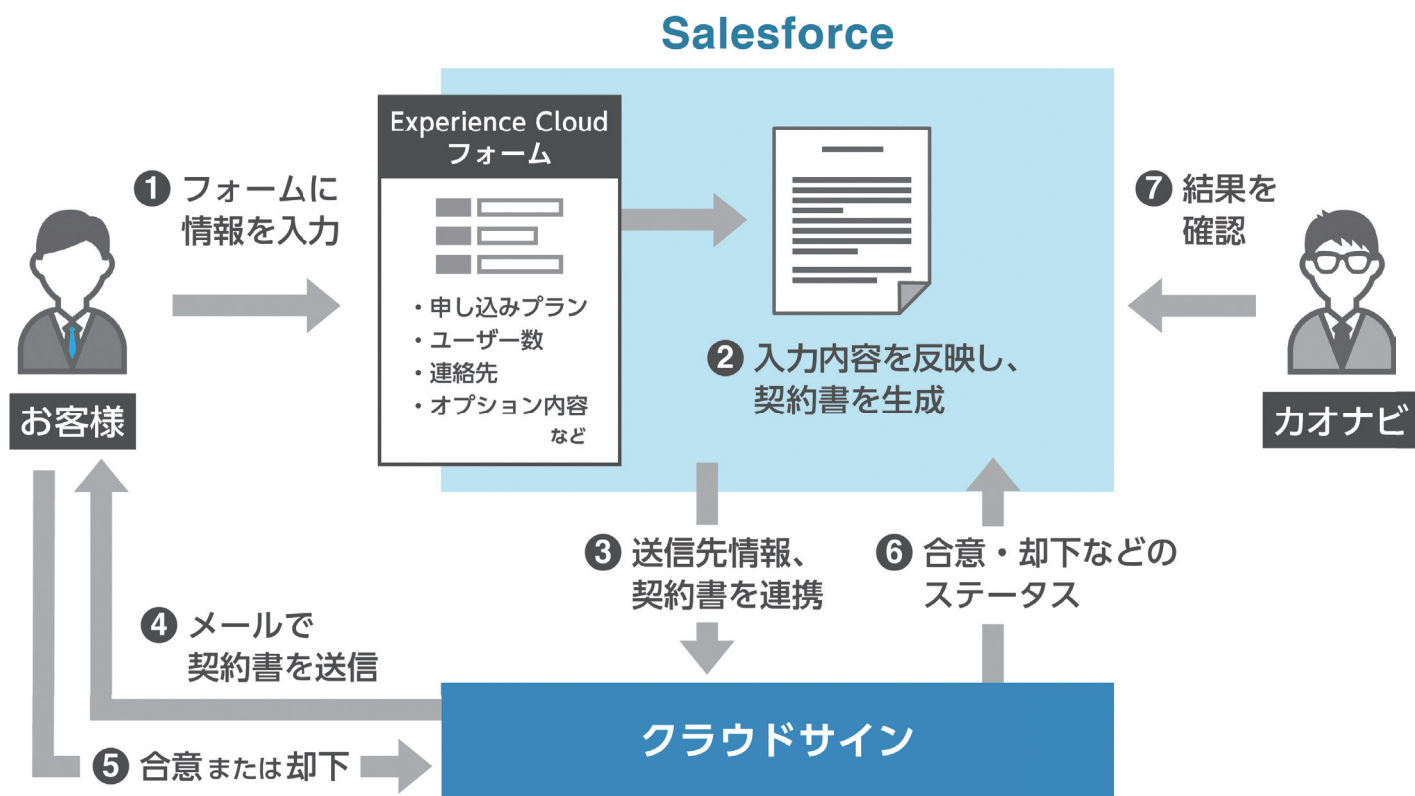 Salesforce
Experience Cloud
フォーム
❶ フォームに
情報を入力
・申し込みプラン
・ユーザー数
・連絡先
・オプション内容
など
お客様
❷ 入力内容を反映し、
契約書を生成
❼ 結果を
確認
カオナビ
❸ 送信先情報、
契約書を連携
❻ 合意・却下などの
ステータス
❹ メールで
契約書を送信
❺ 合意または却下
クラウドサイン